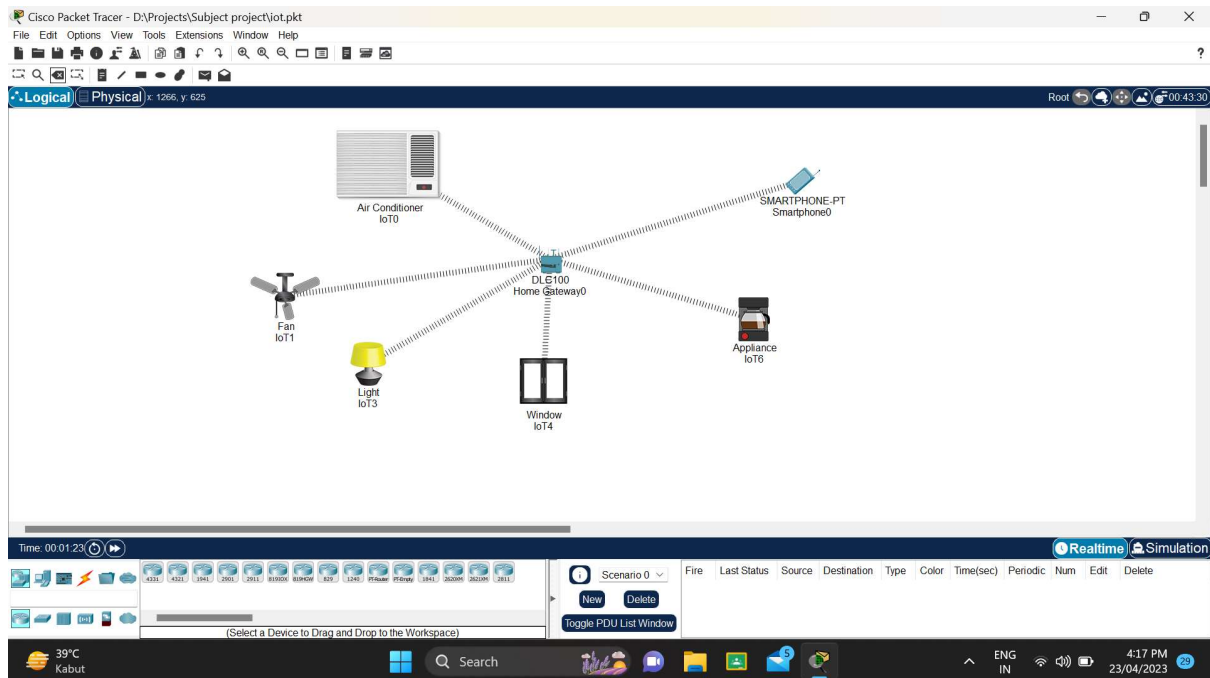 Cisco Packet Tracer - D:\Projects\Subject project\iot.pkt
File Edit Options View Tools Extensions Window Help
?
Logical Physical x: 1266, y: 625 Root 00:43:30
Air Conditioner
IoT0
SMARTPHONE-PT
Smartphone0
DLC100
Home Gateway0
Fan
IoT1
Appliance
IoT6
Light
IoT3
Window
IoT4
Time: 00:01:23 Realtime Simulation
4331 4321 1941 2901 2911 819IOX 819HGW 829 1240 PT-Router PT-Empty 1841 2620XM 2621XM 2811
Scenario 0
New Delete
Toggle PDU List Window
Fire Last Status Source Destination Type Color Time(sec) Periodic Num Edit Delete
(Select a Device to Drag and Drop to the Workspace)
39°C
Kabut
Search
5
ENG
IN
4:17 PM
23/04/2023
29